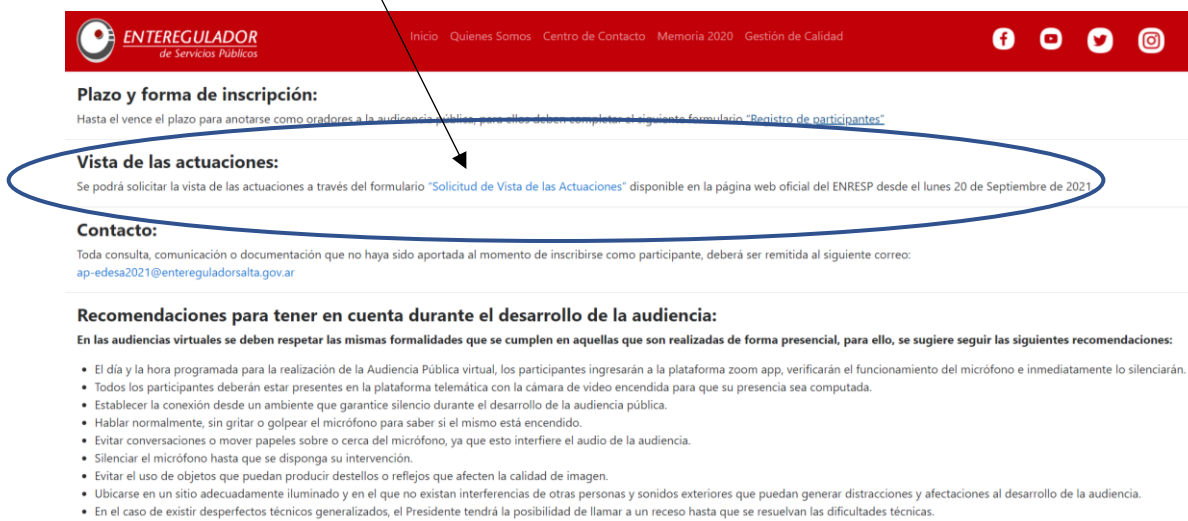 ENTEREGULADOR
de Servicios Públicos
Inicio Quienes Somos Centro de Contacto Memoria 2020 Gestión de Calidad
Plazo y forma de inscripción:
Hasta el vence el plazo para anotarse como oradores a la audicencia pública, para ellos deben completar el siguiente formulario "Registro de participantes"
Vista de las actuaciones:
Se podrá solicitar la vista de las actuaciones a través del formulario "Solicitud de Vista de las Actuaciones" disponible en la página web oficial del ENRESP desde el lunes 20 de Septiembre de 2021
Contacto:
Toda consulta, comunicación o documentación que no haya sido aportada al momento de inscribirse como participante, deberá ser remitida al siguiente correo:
ap-edesa2021@entereguladorsalta.gov.ar
Recomendaciones para tener en cuenta durante el desarrollo de la audiencia:
En las audiencias virtuales se deben respetar las mismas formalidades que se cumplen en aquellas que son realizadas de forma presencial, para ello, se sugiere seguir las siguientes recomendaciones:
• El día y la hora programada para la realización de la Audiencia Pública virtual, los participantes ingresarán a la plataforma zoom app, verificarán el funcionamiento del micrófono e inmediatamente lo silenciarán.
• Todos los participantes deberán estar presentes en la plataforma telemática con la cámara de video encendida para que su presencia sea computada.
• Establecer la conexión desde un ambiente que garantice silencio durante el desarrollo de la audiencia pública.
• Hablar normalmente, sin gritar o golpear el micrófono para saber si el mismo está encendido.
• Evitar conversaciones o mover papeles sobre o cerca del micrófono, ya que esto interfiere el audio de la audiencia.
• Silenciar el micrófono hasta que se disponga su intervención.
• Evitar el uso de objetos que puedan producir destellos o reflejos que afecten la calidad de imagen.
• Ubicarse en un sitio adecuadamente iluminado y en el que no existan interferencias de otras personas y sonidos exteriores que puedan generar distracciones y afectaciones al desarrollo de la audiencia.
• En el caso de existir desperfectos técnicos generalizados, el Presidente tendrá la posibilidad de llamar a un receso hasta que se resuelvan las dificultades técnicas.